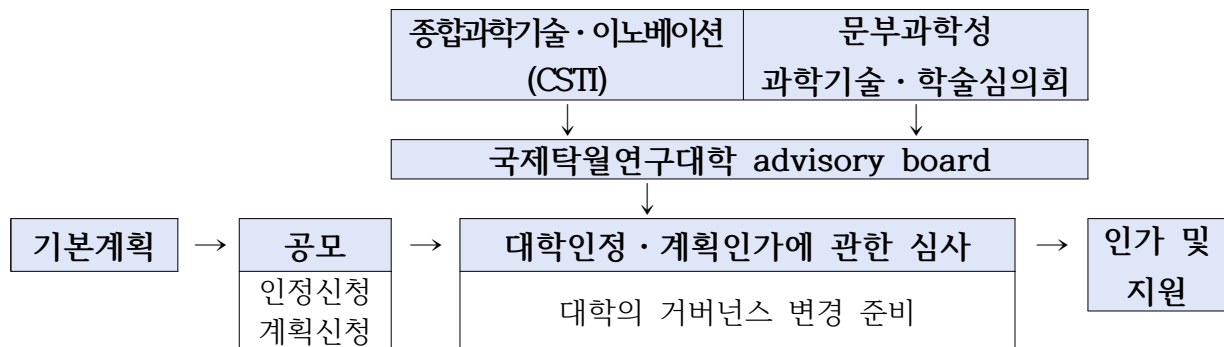 종합과학기술·이노베이션
(CSTI)
문부과학성
과학기술·학술심의회
↓ ↓
국제탁월연구대학 advisory board
↓
기본계획 → 공모 → 대학인정·계획인가에 관한 심사 → 인가 및
지원
인정신청
계획신청
대학의 거버넌스 변경 준비